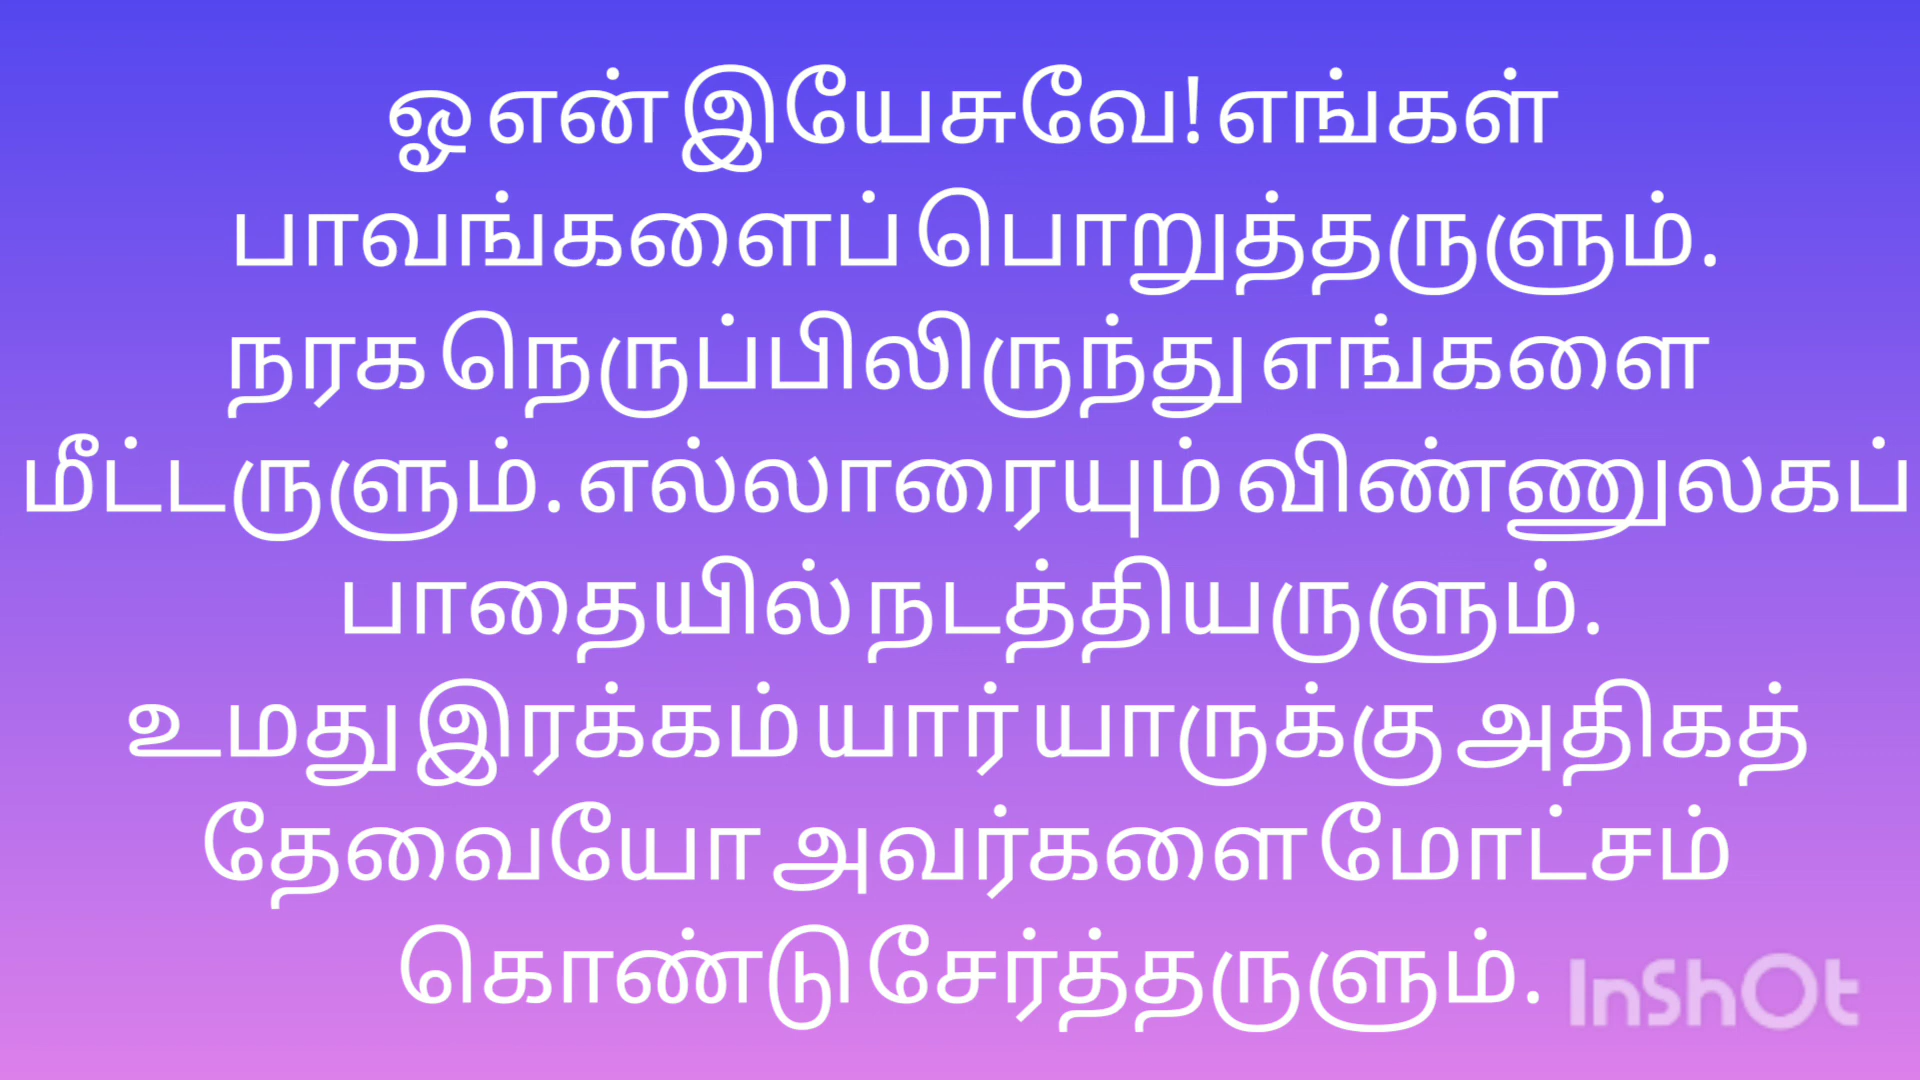 ஓ என் இயேசுவே! எங்கள்
பாவங்களைப் பொறுத்தருளும்.
நரக நெருப்பிலிருந்து எங்களை
மீட்டருளும். எல்லாரையும் விண்ணுலகப்
பாதையில் நடத்தியருளும்.
உமது இரக்கம் யார் யாருக்கு அதிகத்
தேவையோ அவர்களை மோட்சம்
கொண்டு சேர்த்தருளும்.
InShOt